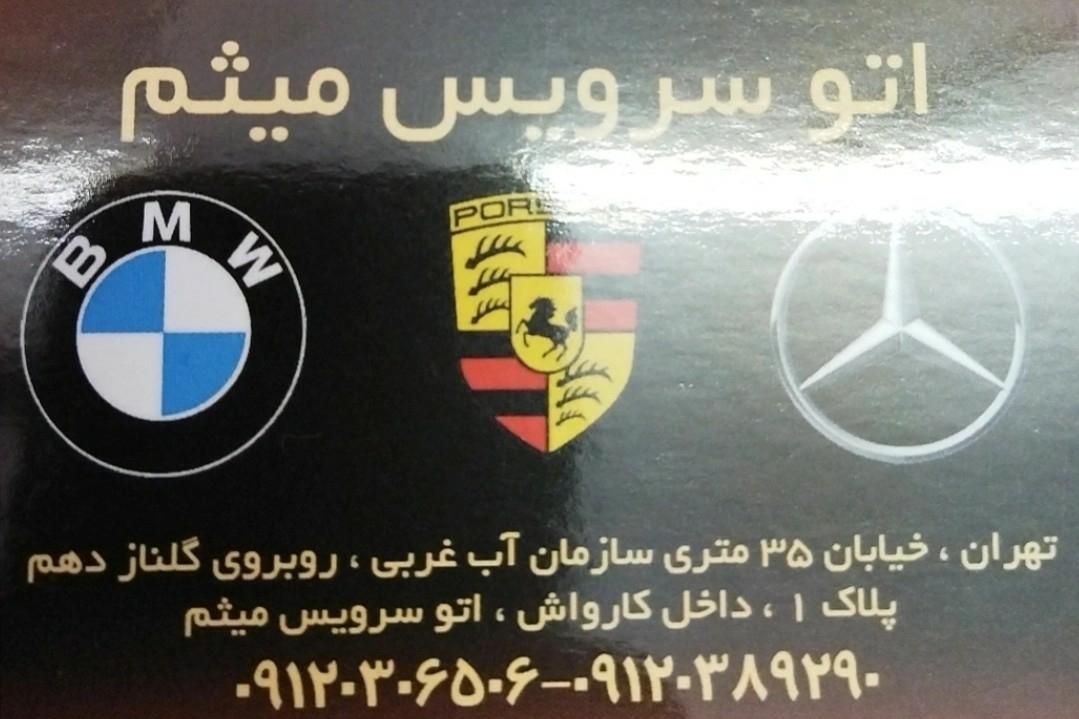 اتو سرویس میثم
BMW
POR
تهران ، خیابان ۳۵ متری سازمان آب غربی ، روبروی گلناز دهم
پلاک ۱ ، داخل کارواش ، اتو سرویس میثم
۰۹۱۲۰۳۰۶۵۰۶-۰۹۱۲۰۳۸۹۲۹۰